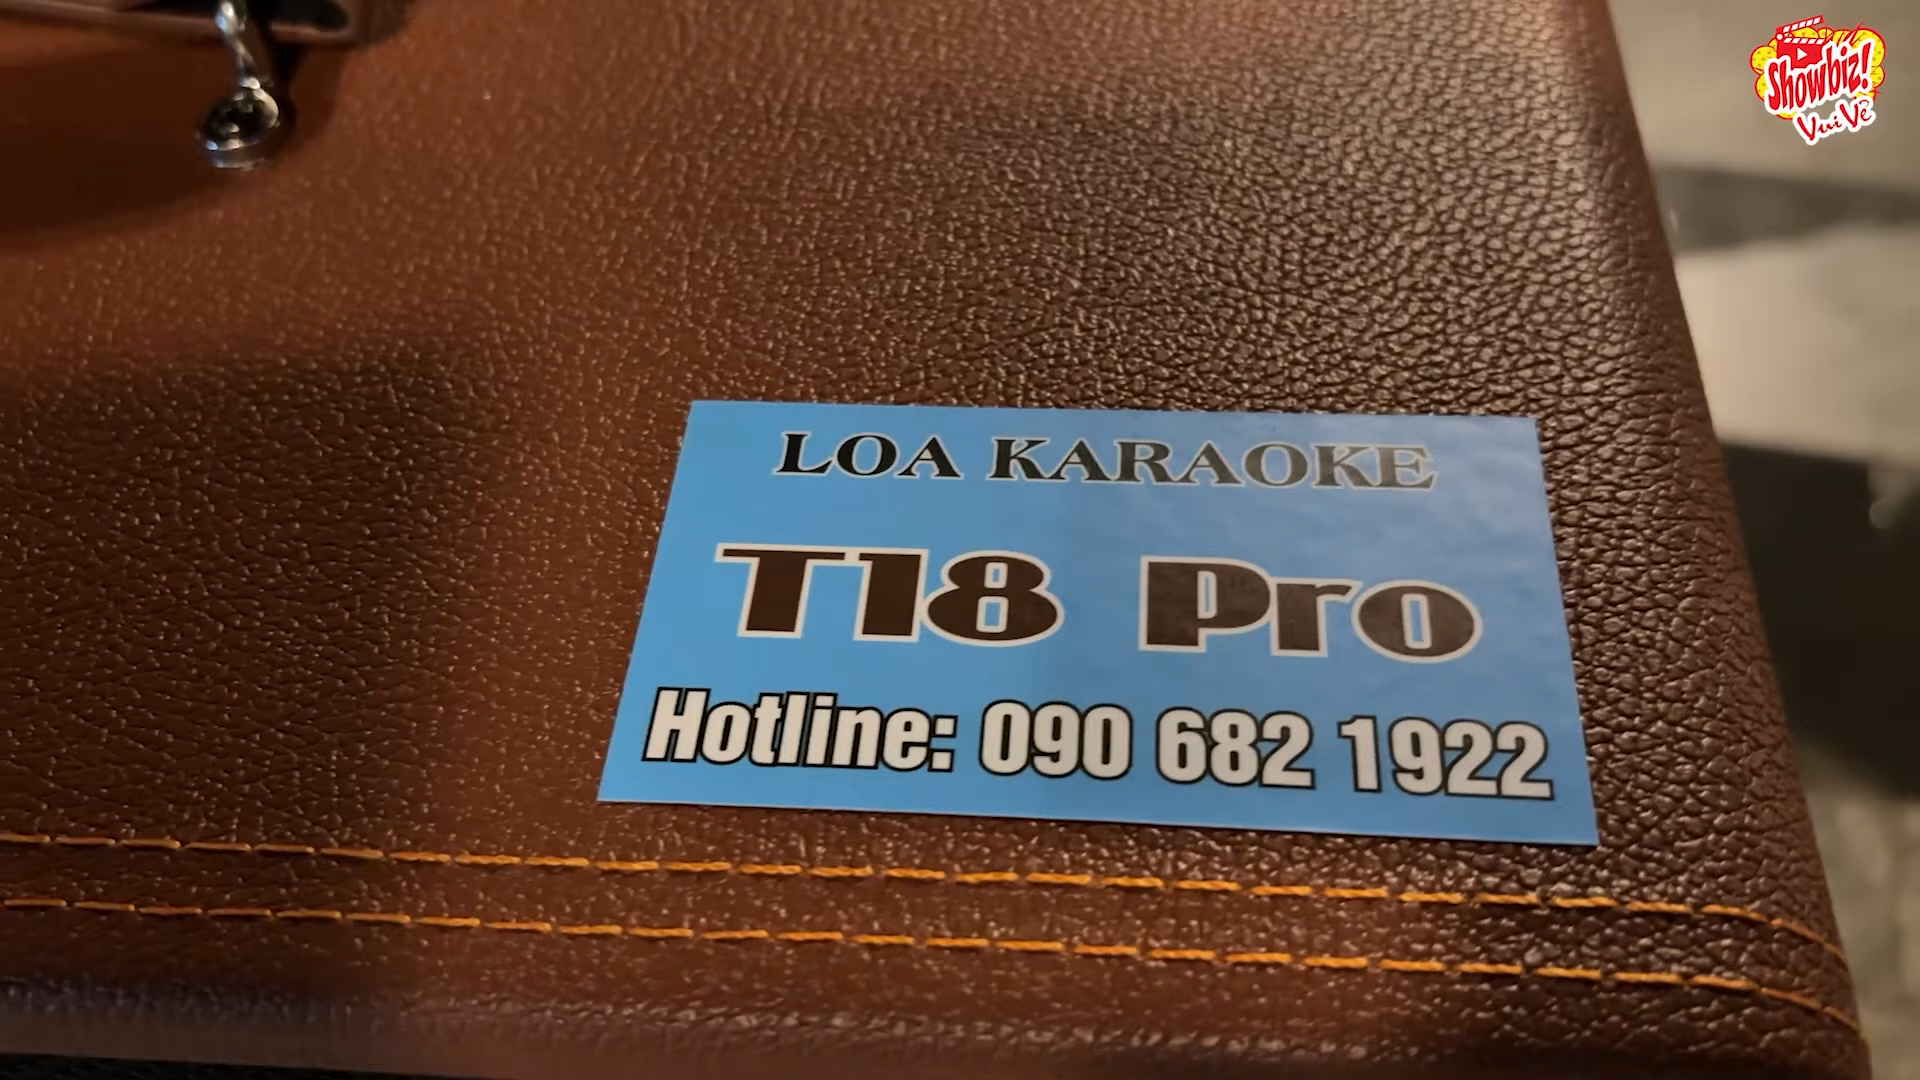 Showbiz!
Vui Vẻ
LOA KARAOKE
T18 Pro
Hotline: 090 682 1922